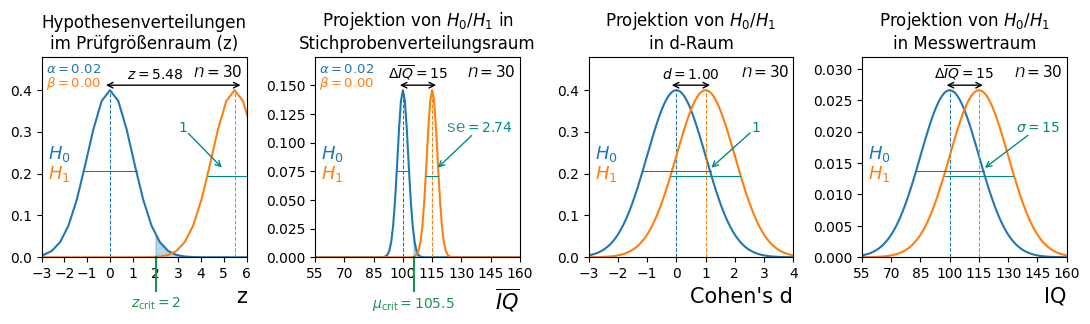 Hypothesenverteilungen
im Prüfgrößenraum (z)
α = 0.02
β = 0.00
z = 5.48
n = 30
1
H₀
H₁
0.4
0.3
0.2
0.1
0.0
−3 −2 −1 0 1 2 3 4 5 6
z_crit = 2
z
Projektion von H₀/H₁ in
Stichprobenverteilungsraum
α = 0.02
β = 0.00
ΔI̅Q̅ = 15
n = 30
se = 2.74
H₀
H₁
0.150
0.125
0.100
0.075
0.050
0.025
0.000
55 70 85 100 115 130 145 160
μ_crit = 105.5
I̅Q̅
Projektion von H₀/H₁
in d-Raum
d = 1.00
n = 30
1
H₀
H₁
0.4
0.3
0.2
0.1
0.0
−3 −2 −1 0 1 2 3 4
Cohen's d
Projektion von H₀/H₁
in Messwertraum
ΔI̅Q̅ = 15
n = 30
σ = 15
H₀
H₁
0.030
0.025
0.020
0.015
0.010
0.005
0.000
55 70 85 100 115 130 145 160
IQ